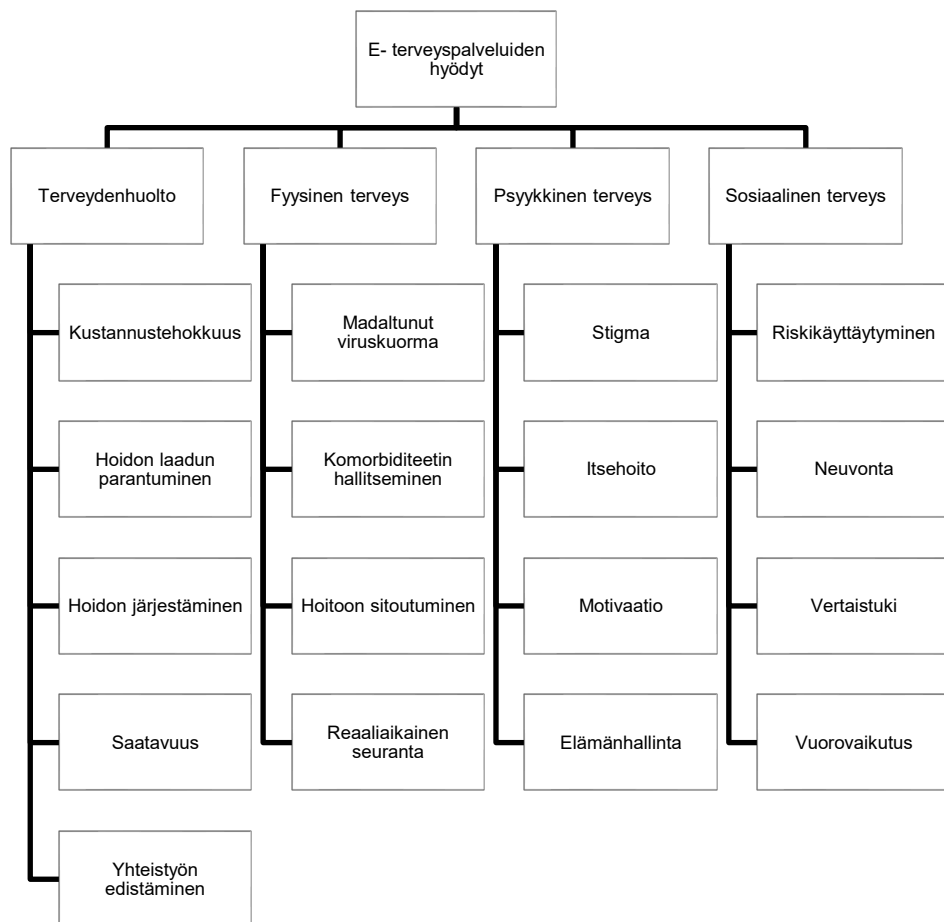 E- terveyspalveluiden
hyödyt
Terveydenhuolto
Fyysinen terveys
Psyykkinen terveys
Sosiaalinen terveys
Kustannustehokkuus
Hoidon laadun
parantuminen
Hoidon järjestäminen
Saatavuus
Yhteistyön
edistäminen
Madaltunut
viruskuorma
Komorbiditeetin
hallitseminen
Hoitoon sitoutuminen
Reaaliaikainen
seuranta
Stigma
Itsehoito
Motivaatio
Elämänhallinta
Riskikäyttäytyminen
Neuvonta
Vertaistuki
Vuorovaikutus